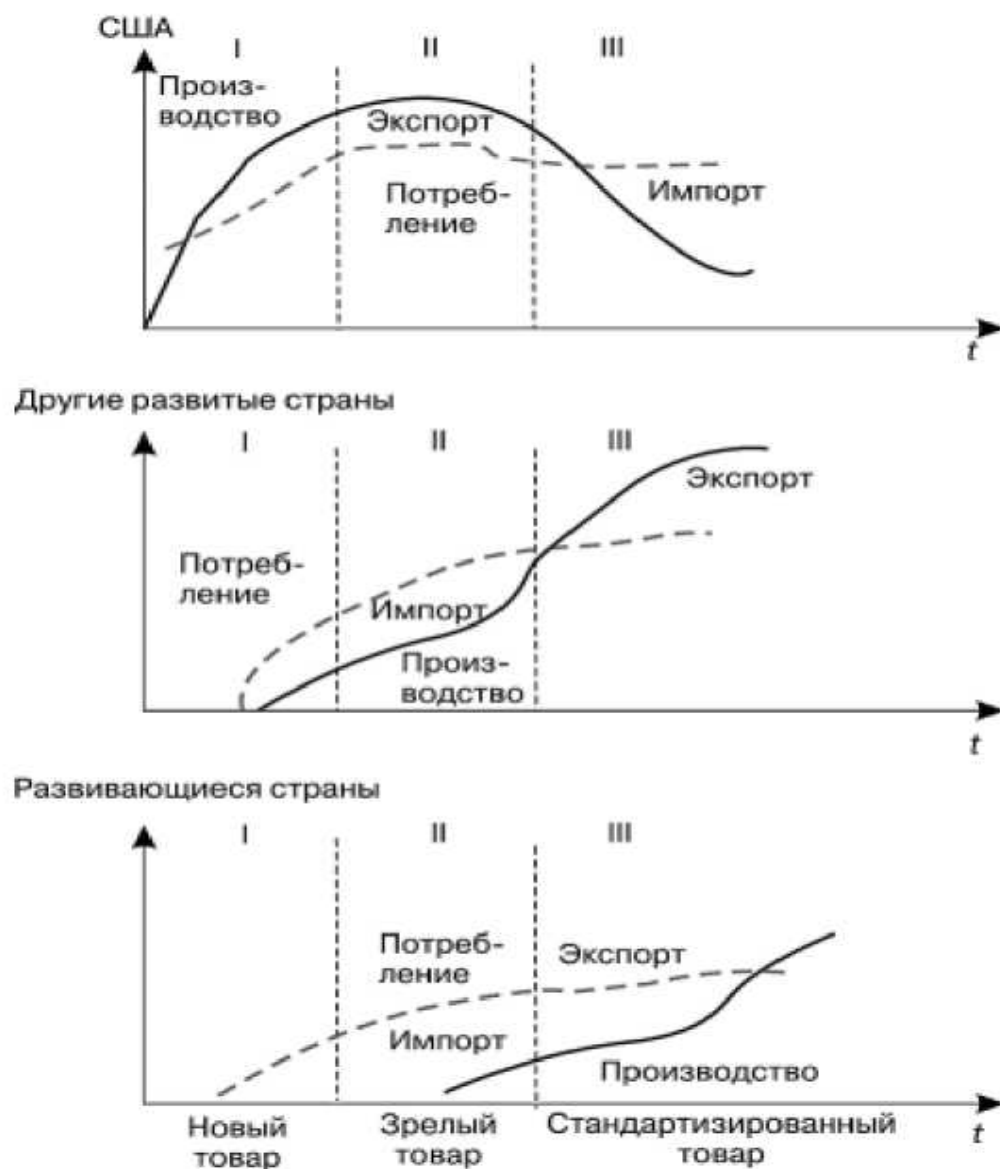 США
I II III
Произ-
водство
Экспорт
Потреб-
ление
Импорт
t
Другие развитые страны
I II III
Экспорт
Потреб-
ление
Импорт
Произ-
водство
t
Развивающиеся страны
I II III
Потреб-
ление
Экспорт
Импорт
Производство
t
Новый
товар
Зрелый
товар
Стандартизированный
товар